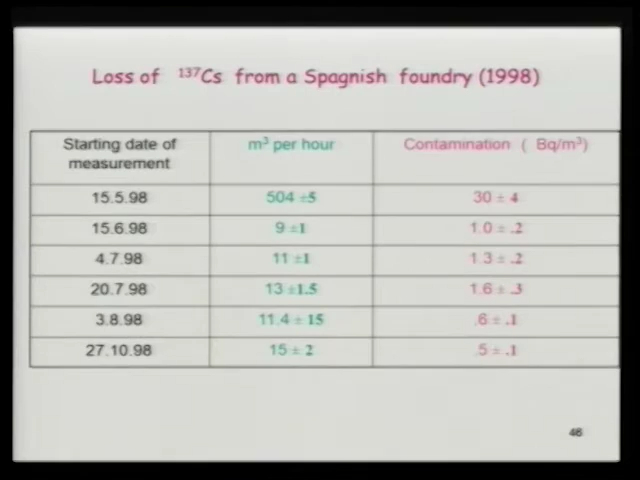 Loss of ¹³⁷Cs from a Spagnish foundry (1998)
Starting date of measurement	m³ per hour	Contamination ( Bq/m³)
15.5.98	504 ±5	30 ± 4
15.6.98	9 ±1	1.0 ± .2
4.7.98	11 ±1	1.3 ± .2
20.7.98	13 ±1.5	1.6 ± .3
3.8.98	11.4 ± 15	.6 ± .1
27.10.98	15 ± 2	.5 ± .1
46